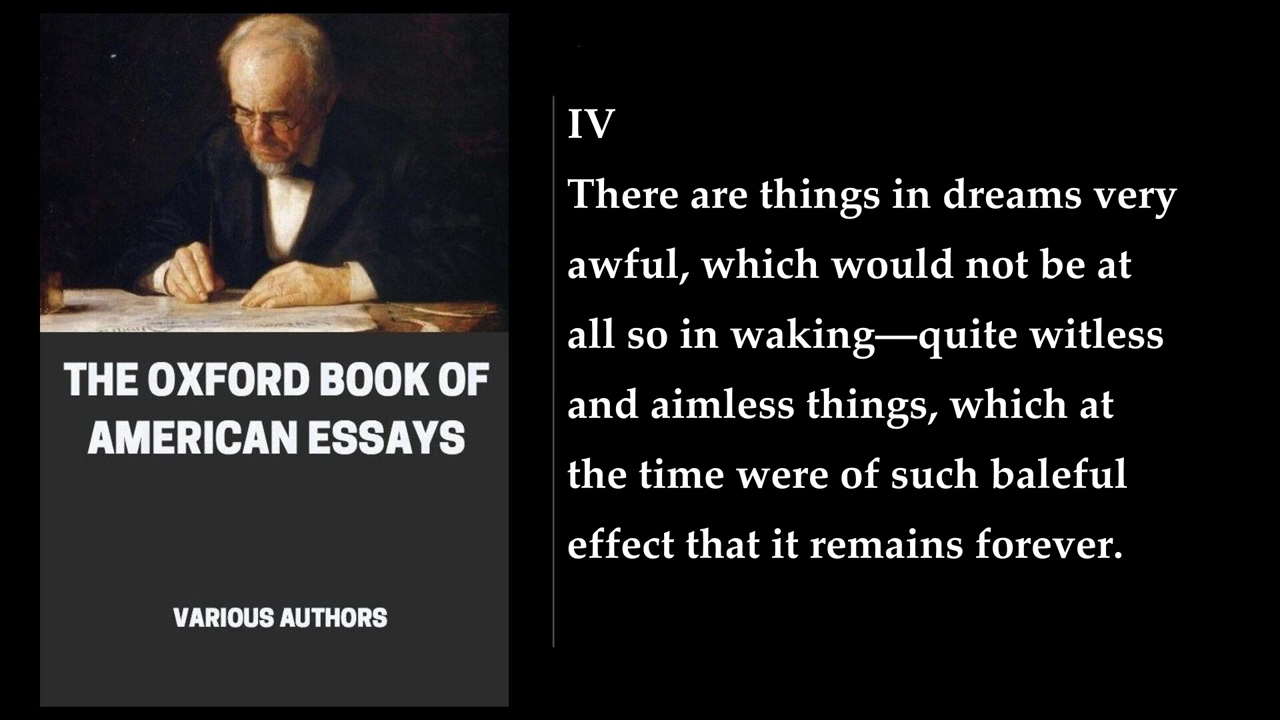 THE OXFORD BOOK OF
AMERICAN ESSAYS
VARIOUS AUTHORS
IV
There are things in dreams very
awful, which would not be at
all so in waking—quite witless
and aimless things, which at
the time were of such baleful
effect that it remains forever.